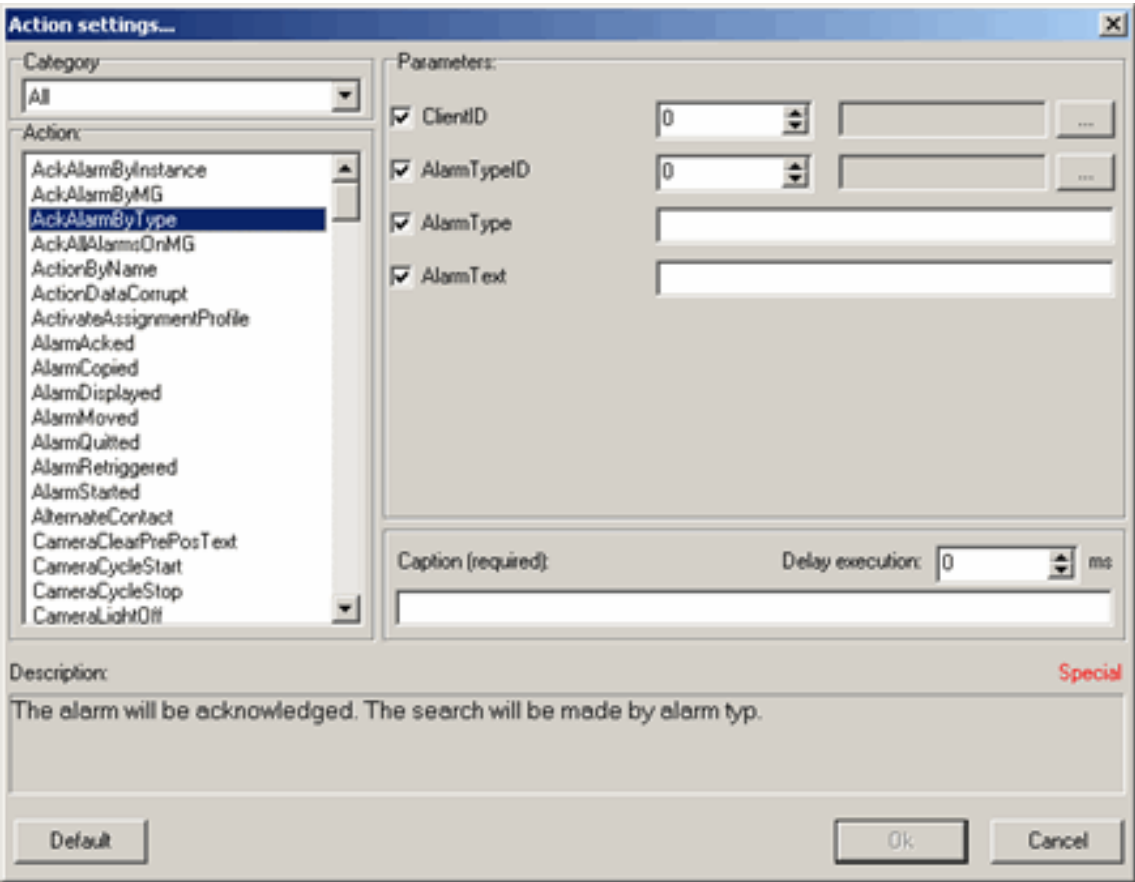 Action settings...
Category
All
Action:
AckAlarmByInstance
AckAlarmByMG
AckAlarmByType
AckAllAlarmsOnMG
ActionByName
ActionDataCorrupt
ActivateAssignmentProfile
AlarmAcked
AlarmCopied
AlarmDisplayed
AlarmMoved
AlarmQuitted
AlarmRetriggered
AlarmStarted
AlternateContact
CameraClearPrePosText
CameraCycleStart
CameraCycleStop
CameraLightOff
Parameters:
ClientID 0 ...
AlarmTypeID 0 ...
AlarmType
AlarmText
Caption (required): Delay execution: 0 ms
Description: Special
The alarm will be acknowledged. The search will be made by alarm typ.
Default Ok Cancel